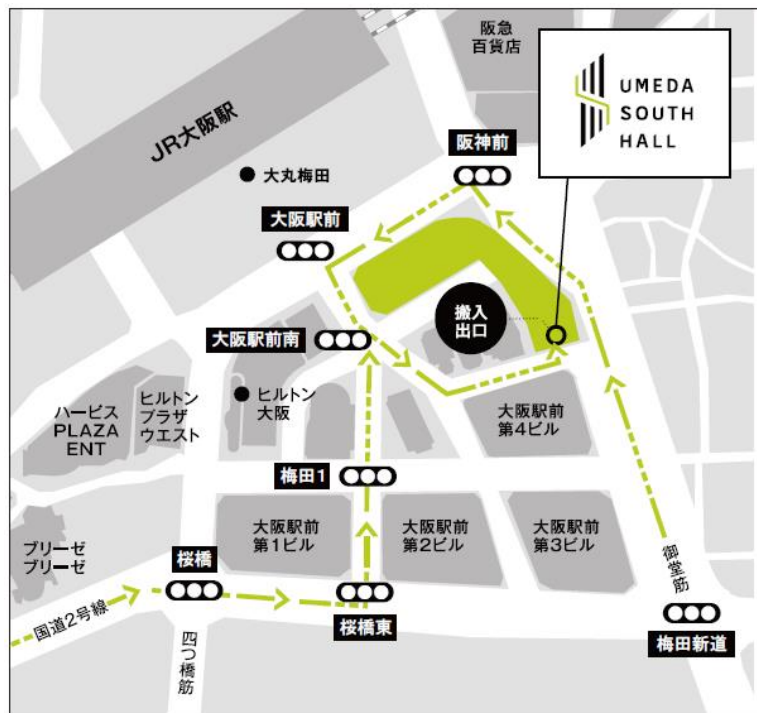 阪急
百貨店
UMEDA
SOUTH
HALL
JR大阪駅
阪神前
大丸梅田
大阪駅前
搬入
出口
大阪駅前南
ハービス
PLAZA
ENT
ヒルトン
プラザ
ウエスト
ヒルトン
大阪
大阪駅前
第4ビル
梅田1
大阪駅前
第1ビル
大阪駅前
第2ビル
大阪駅前
第3ビル
ブリーゼ
ブリーゼ
桜橋
御堂筋
国道2号線
四つ橋筋
桜橋東
梅田新道